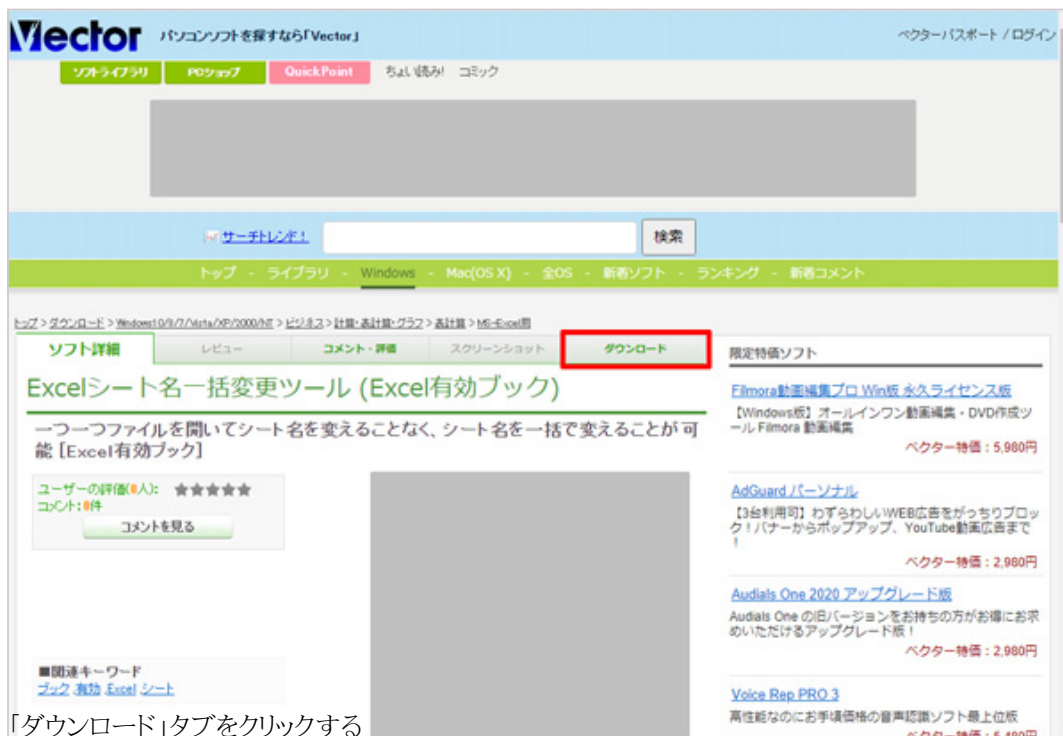 Vector パソコンソフトを探すなら「Vector」 ベクターパスポート / ログイン
ソフトライブラリ PCショップ QuickPoint ちょい読み! コミック
サーチトレンド! 検索
トップ - ライブラリ - Windows - Mac(OS X) - 全OS - 新着ソフト - ランキング - 新着コメント
トップ > ダウンロード > Windows10/8/7/Vista/XP/2000/NT > ビジネス > 計算・表計算・グラフ > 表計算 > MS-Excel用
ソフト詳細 レビュー コメント・評価 スクリーンショット ダウンロード
Excelシート名一括変更ツール (Excel有効ブック)
一つ一つファイルを開いてシート名を変えることなく、シート名を一括で変えることが可
能 [Excel有効ブック]
ユーザーの評価(0人): ★★★★★
コメント:0件
コメントを見る
■関連キーワード
ブック 有効 Excel シート
「ダウンロード」タブをクリックする
限定特価ソフト
Filmora動画編集プロ Win版 永久ライセンス版
【Windows版】オールインワン動画編集・DVD作成ツ
ール Filmora 動画編集
ベクター特価:5,980円
AdGuard パーソナル
【3台利用可】わずらわしいWEB広告をがっちりブロッ
ク!バナーからポップアップ、YouTube動画広告まで
!
ベクター特価:2,980円
Audials One 2020 アップグレード版
Audials One の旧バージョンをお持ちの方がお得にお求
めいただけるアップグレード版!
ベクター特価:2,980円
Voice Rep PRO 3
高性能なのにお手頃価格の音声認識ソフト最上位版
ベクター特価:5,480円